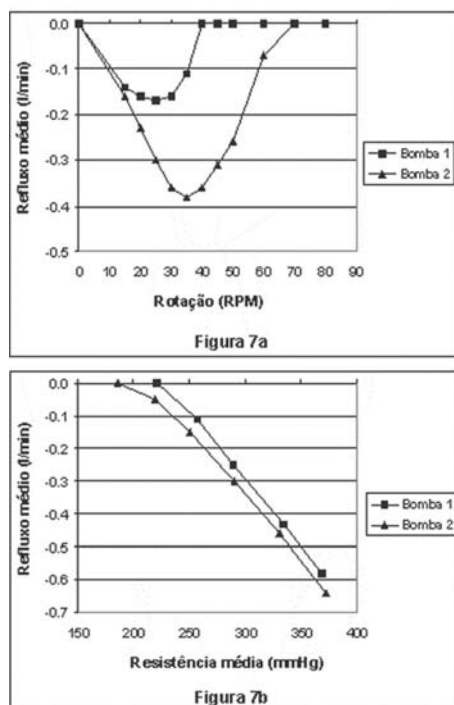 0.0
-0.1
-0.2
-0.3
-0.4
-0.5
Refluxo médio (l/min)
0 10 20 30 40 50 60 70 80 90
Rotação (RPM)
Bomba 1
Bomba 2
Figura 7a
0.0
-0.1
-0.2
-0.3
-0.4
-0.5
-0.6
-0.7
Refluxo médio (l/min)
150 200 250 300 350 400
Resistência média (mmHg)
Bomba 1
Bomba 2
Figura 7b